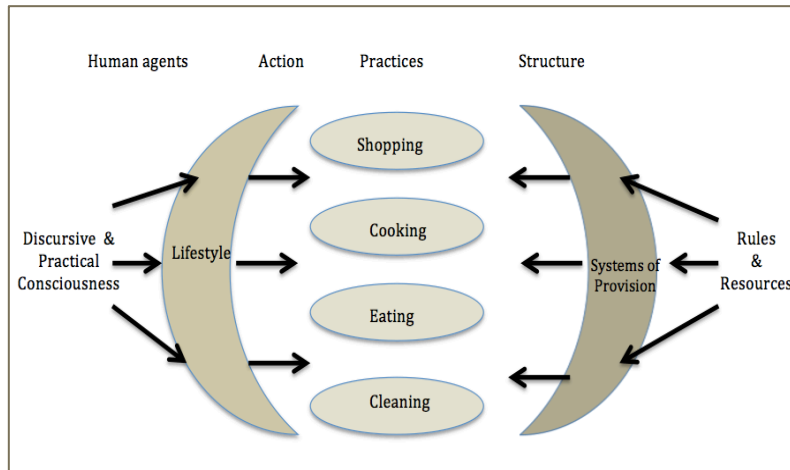 Human agents
Action
Practices
Structure
Shopping
Cooking
Eating
Cleaning
Discursive &
Practical
Consciousness
Lifestyle
Systems of
Provision
Rules
&
Resources